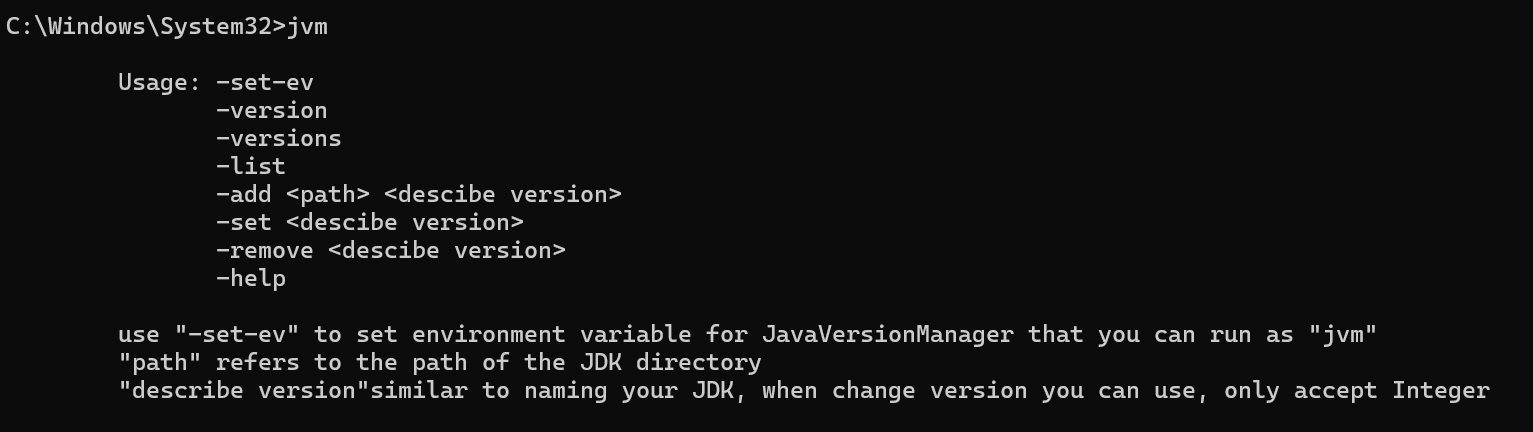 C:\Windows\System32>jvm
Usage: -set-ev
-version
-versions
-list
-add <path> <descibe version>
-set <descibe version>
-remove <descibe version>
-help
use "-set-ev" to set environment variable for JavaVersionManager that you can run as "jvm"
"path" refers to the path of the JDK directory
"describe version"similar to naming your JDK, when change version you can use, only accept Integer